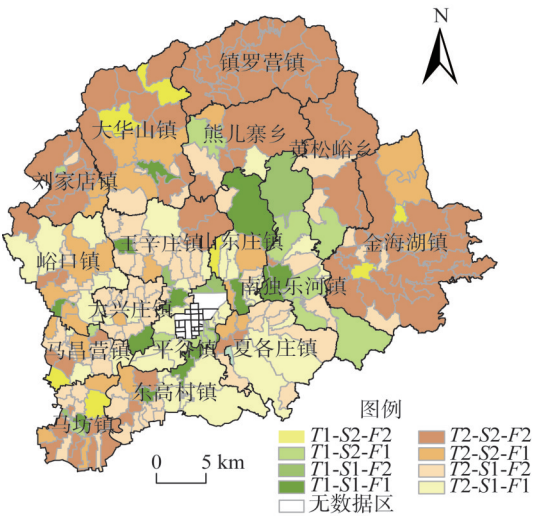 N
镇罗营镇
大华山镇
熊儿寨乡
黄松峪乡
刘家店镇
金海湖镇
王辛庄镇
山东庄镇
峪口镇
南独乐河镇
大兴庄镇
马昌营镇
平谷镇
夏各庄镇
东高村镇
马坊镇
0 5 km
图例
T1-S2-F2 T2-S2-F2
T1-S2-F1 T2-S2-F1
T1-S1-F2 T2-S1-F2
T1-S1-F1 T2-S1-F1
无数据区